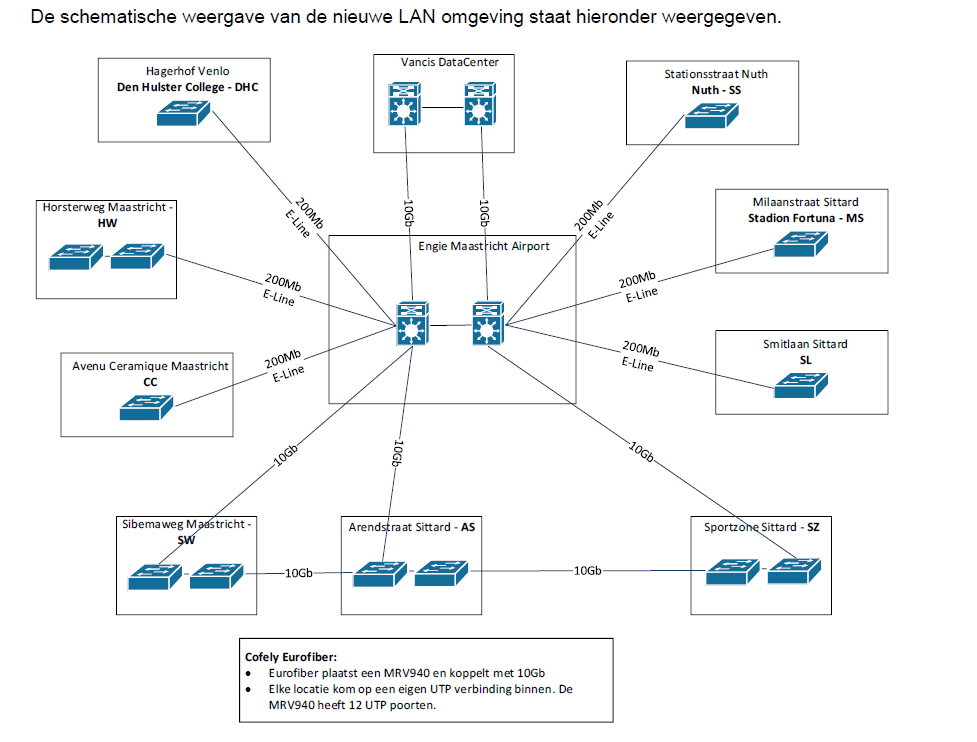 De schematische weergave van de nieuwe LAN omgeving staat hieronder weergegeven.
Hagerhof Venlo
Den Hulster College - DHC
Vancis DataCenter
Stationsstraat Nuth
Nuth - SS
Horsterweg Maastricht -
HW
Milaanstraat Sittard
Stadion Fortuna - MS
200Mb
E-Line
10Gb
10Gb
200Mb
E-Line
Engie Maastricht Airport
200Mb
E-Line
200Mb
E-Line
Avenu Ceramique Maastricht
CC
200Mb
E-Line
200Mb
E-Line
Smitlaan Sittard
SL
10Gb
10Gb
10Gb
Sibemaweg Maastricht -
SW
Arendstraat Sittard - AS
Sportzone Sittard - SZ
10Gb
10Gb
Cofely Eurofiber:
• Eurofiber plaatst een MRV940 en koppelt met 10Gb
• Elke locatie kom op een eigen UTP verbinding binnen. De
MRV940 heeft 12 UTP poorten.